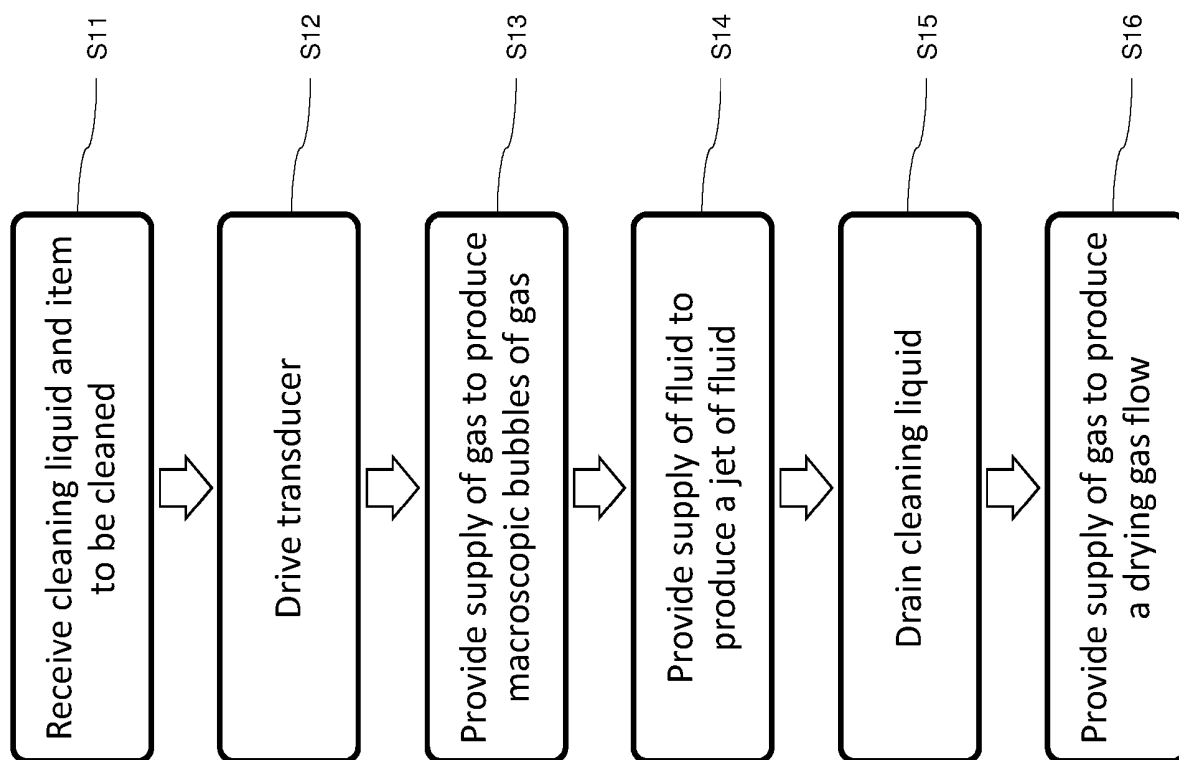 Receive cleaning liquid and item
to be cleaned
S11
Drive transducer
S12
Provide supply of gas to produce
macroscopic bubbles of gas
S13
Provide supply of fluid to
produce a jet of fluid
S14
Drain cleaning liquid
S15
Provide supply of gas to produce
a drying gas flow
S16